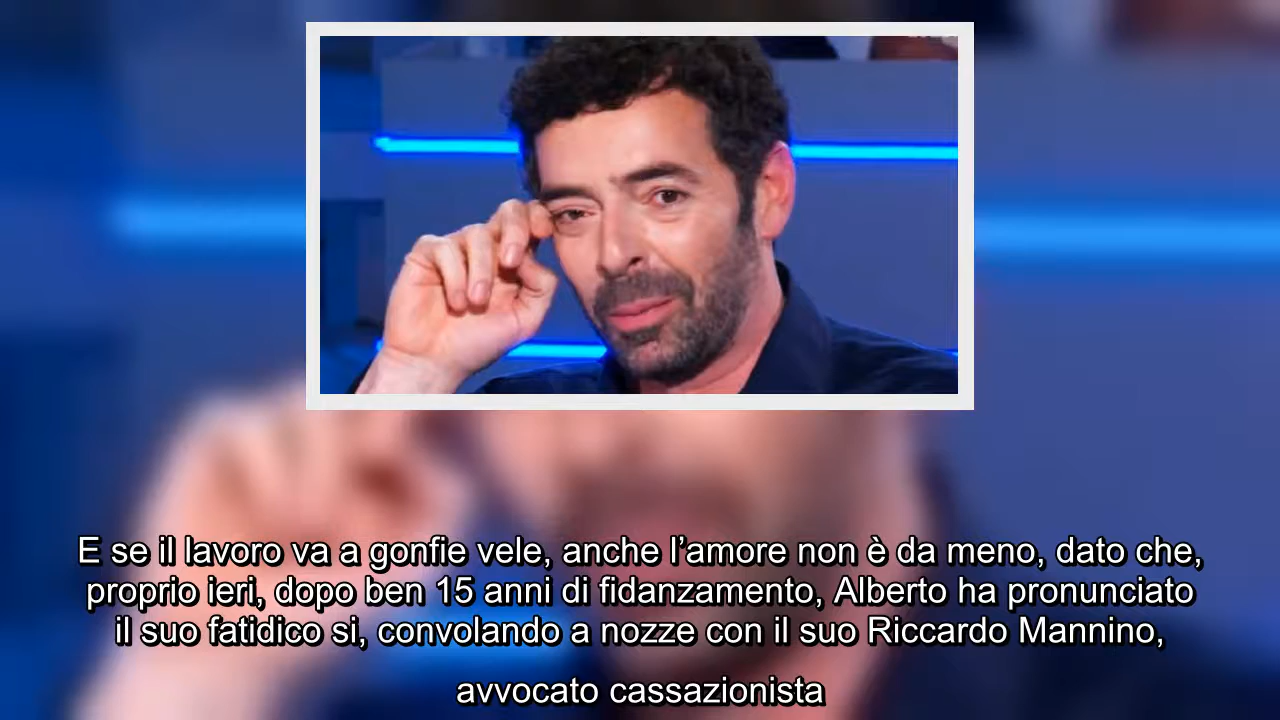 E se il lavoro va a gonfie vele, anche l’amore non è da meno, dato che,
proprio ieri, dopo ben 15 anni di fidanzamento, Alberto ha pronunciato
il suo fatidico si, convolando a nozze con il suo Riccardo Mannino,
avvocato cassazionista